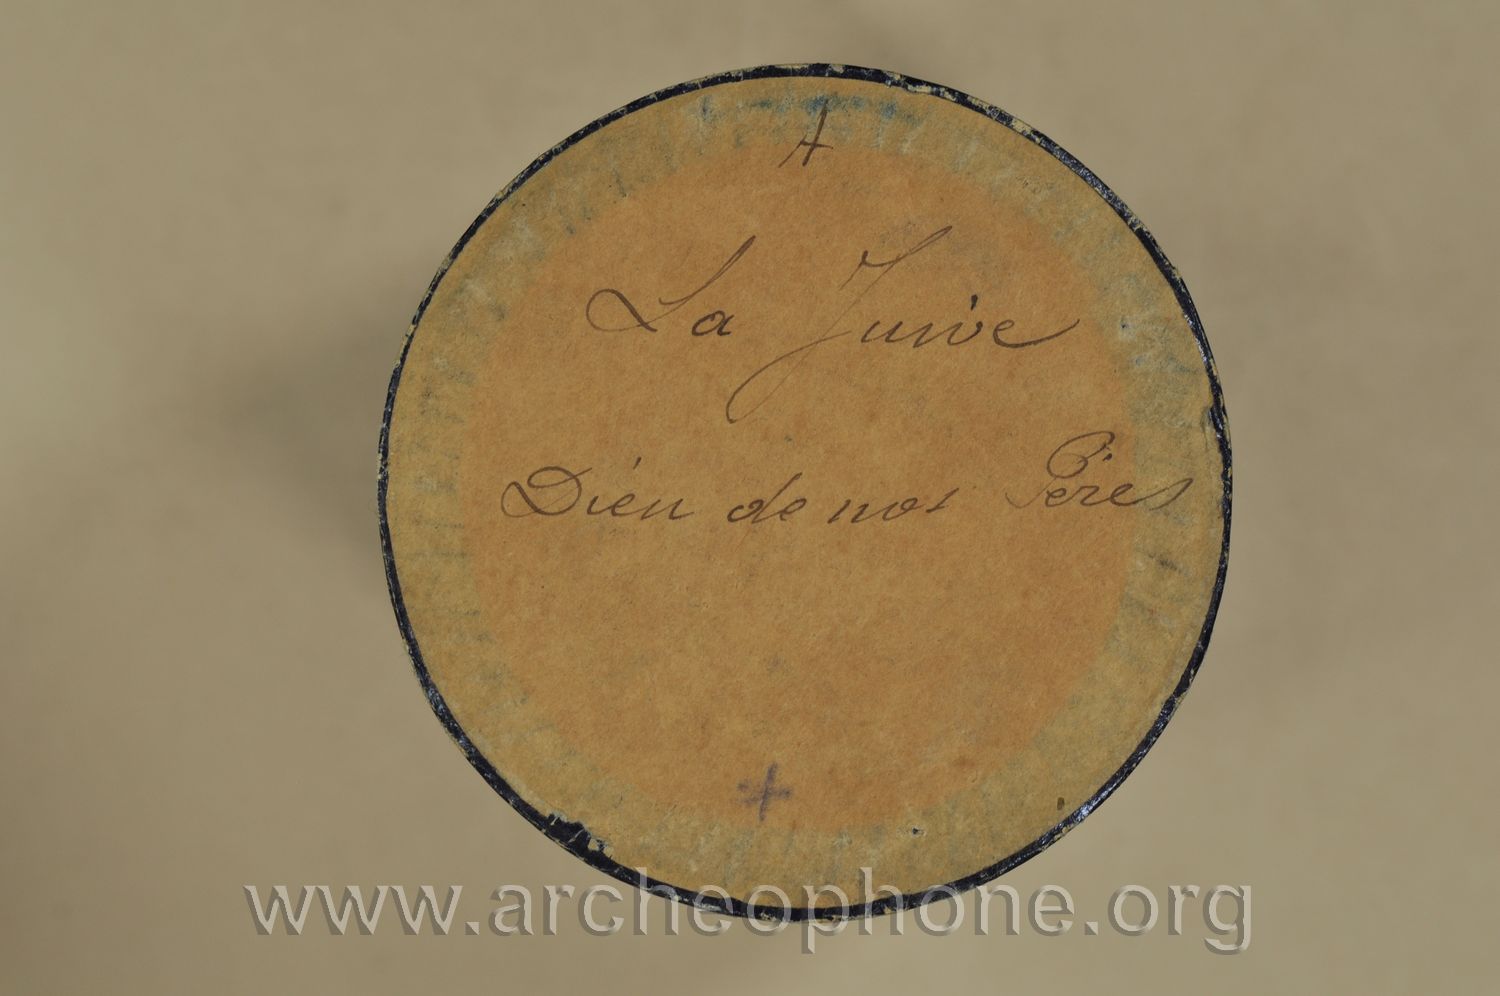 A
La Juive
Dieu de nos Pères
+
www.archeophone.org